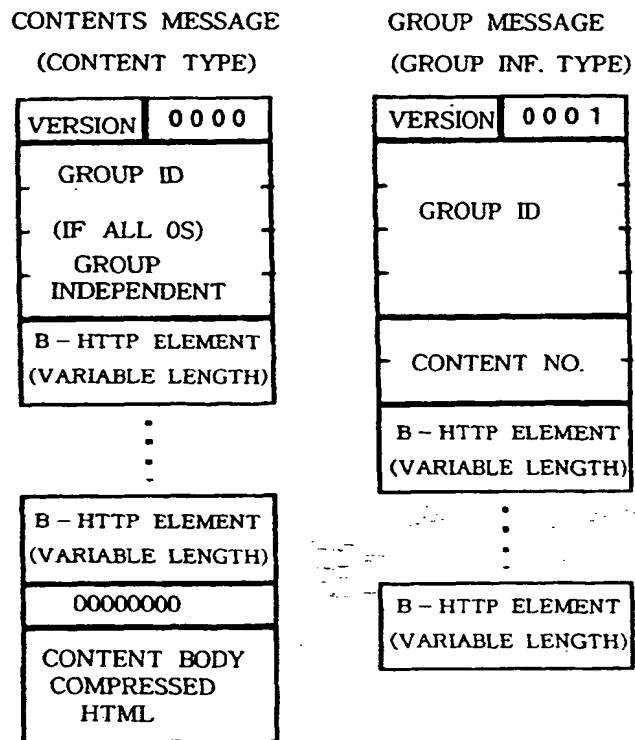 CONTENTS MESSAGE
(CONTENT TYPE)
VERSION 0000
GROUP ID
(IF ALL 0S)
GROUP
INDEPENDENT
B-HTTP ELEMENT
(VARIABLE LENGTH)
B-HTTP ELEMENT
(VARIABLE LENGTH)
00000000
CONTENT BODY
COMPRESSED
HTML
GROUP MESSAGE
(GROUP INF. TYPE)
VERSION 0001
GROUP ID
CONTENT NO.
B-HTTP ELEMENT
(VARIABLE LENGTH)
B-HTTP ELEMENT
(VARIABLE LENGTH)